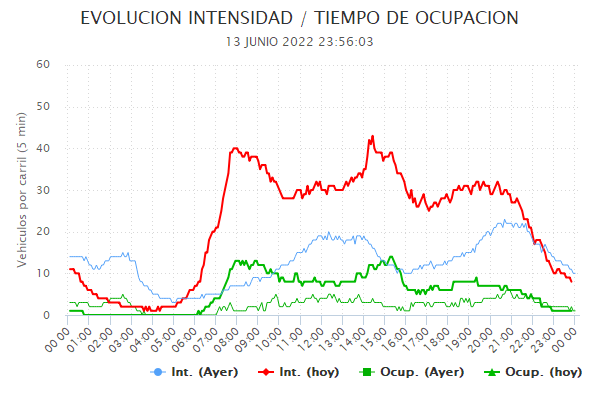 EVOLUCION INTENSIDAD / TIEMPO DE OCUPACION
13 JUNIO 2022 23:56:03
Vehiculos por carril (5 min)
60
50
40
30
20
10
0
00:00 01:00 02:00 03:00 04:00 05:00 06:00 07:00 08:00 09:00 10:00 11:00 12:00 13:00 14:00 15:00 16:00 17:00 18:00 19:00 20:00 21:00 22:00 23:00 00:00
Int. (Ayer) Int. (hoy) Ocup. (Ayer) Ocup. (hoy)